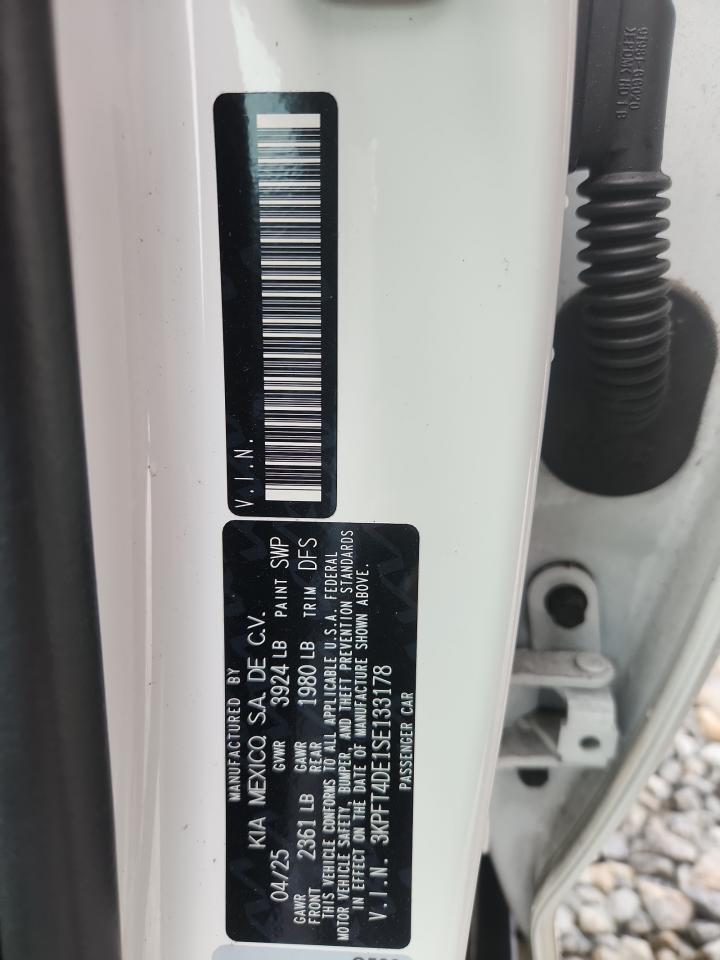 V.I.N.
MANUFACTURED BY
KIA MEXICO, S.A. DE C.V.
04/25 GVWR 3924 LB PAINT SWP
GAWR FRONT 2361 LB GAWR REAR 1980 LB TRIM DFS
THIS VEHICLE CONFORMS TO ALL APPLICABLE U.S.A. FEDERAL
MOTOR VEHICLE SAFETY, BUMPER, AND THEFT PREVENTION STANDARDS
IN EFFECT ON THE DATE OF MANUFACTURE SHOWN ABOVE.
V.I.N. 3KPFT4DE1SE133178
PASSENGER CAR